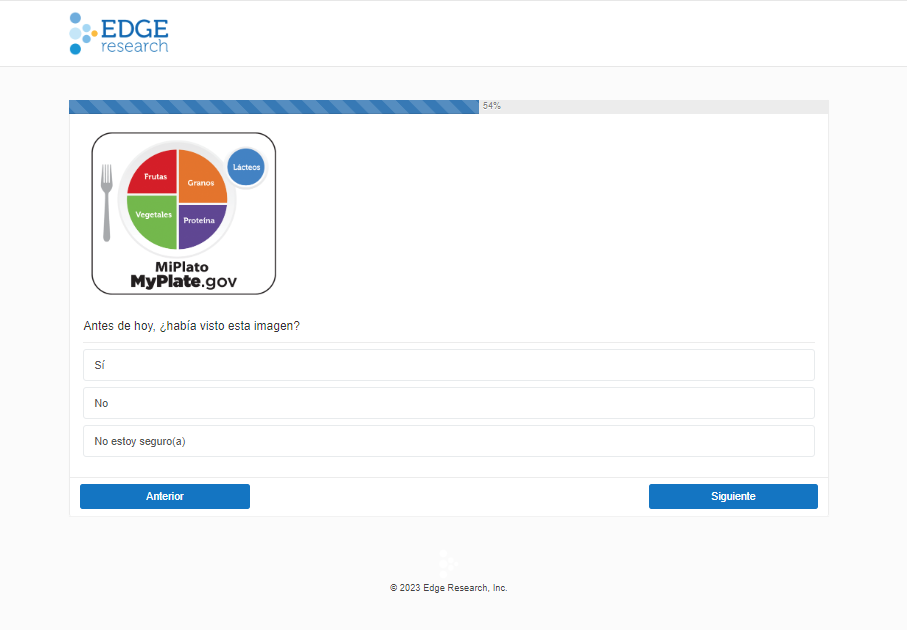 EDGE
research
54%
Frutas
Granos
Lácteos
Vegetales
Proteína
MiPlato
MyPlate.gov
Antes de hoy, ¿había visto esta imagen?
Sí
No
No estoy seguro(a)
Anterior
Siguiente
© 2023 Edge Research, Inc.